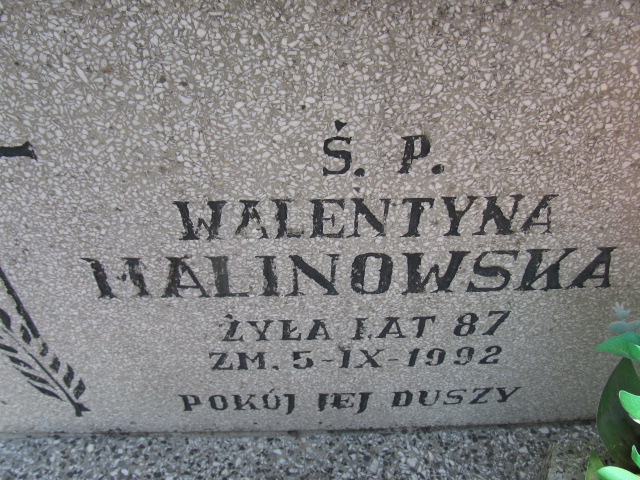 Ś. P.
WALENTYNA
MALINOWSKA
ŻYŁA LAT 87
ZM. 5-IX-1992
POKÓJ JEJ DUSZY